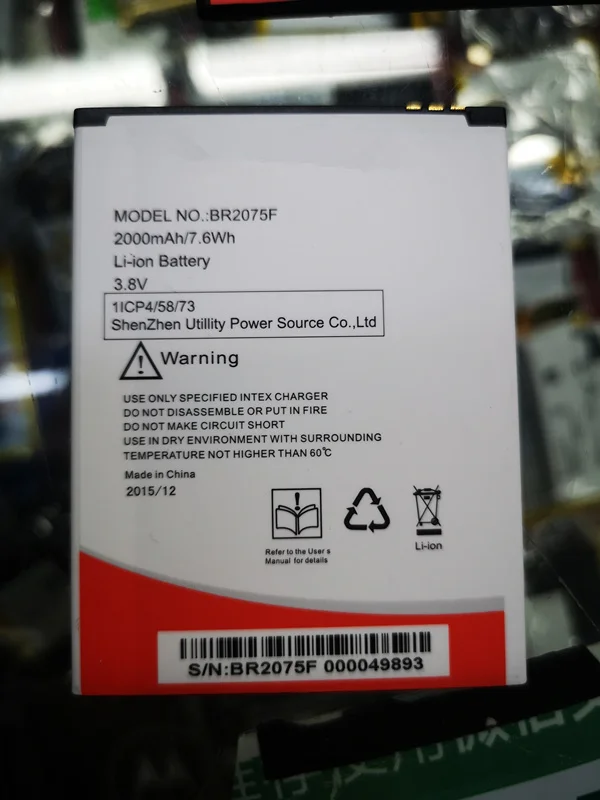 MODEL NO.:BR2075F
2000mAh/7.6Wh
Li-ion Battery
3.8V
1ICP4/58/73
ShenZhen Utillity Power Source Co.,Ltd
Warning
USE ONLY SPECIFIED INTEX CHARGER
DO NOT DISASSEMBLE OR PUT IN FIRE
DO NOT MAKE CIRCUIT SHORT
USE IN DRY ENVIRONMENT WITH SURROUNDING
TEMPERATURE NOT HIGHER THAN 60℃
Made in China
2015/12
Refer to the User s
Manual for details
Li-ion
S/N:BR2075F 000049893